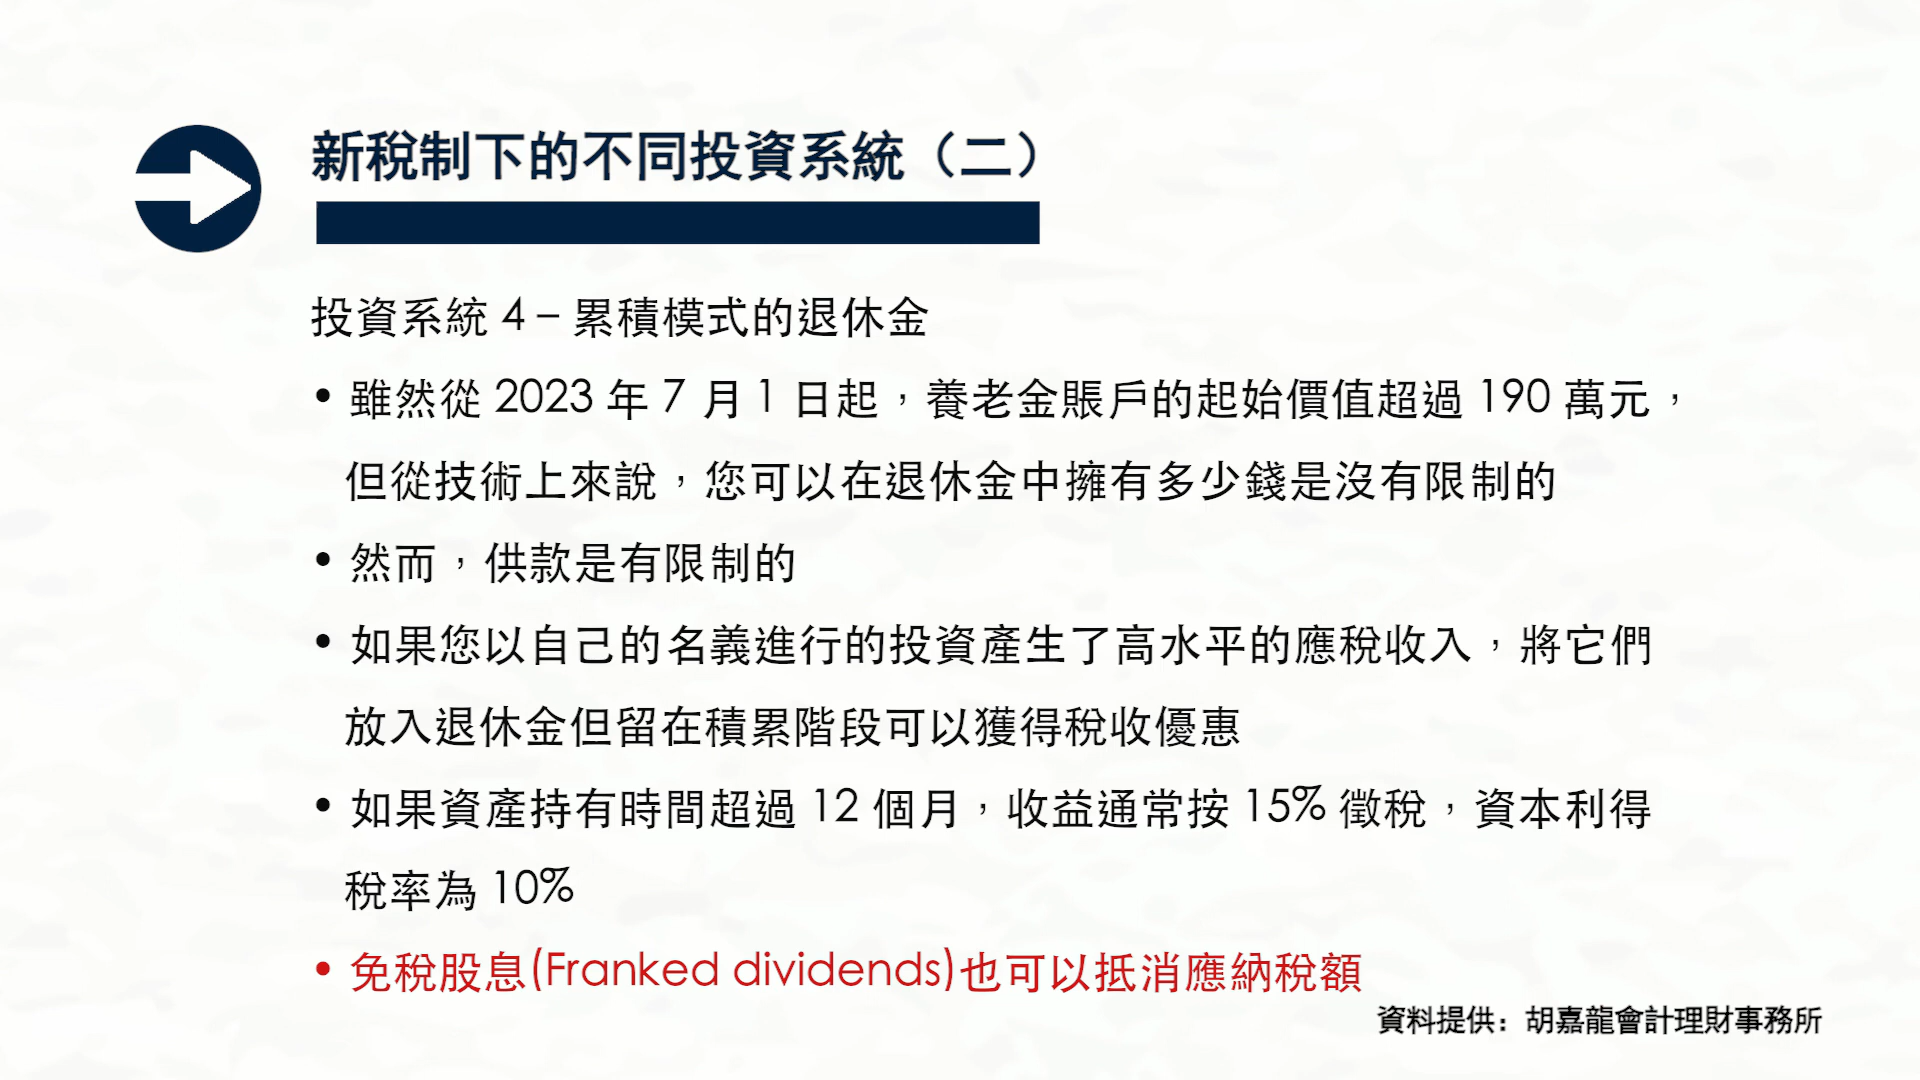 新稅制下的不同投資系統（二）
投資系統 4 – 累積模式的退休金
• 雖然從 2023 年 7 月 1 日起，養老金賬戶的起始價值超過 190 萬元，
但從技術上來說，您可以在退休金中擁有多少錢是沒有限制的
• 然而，供款是有限制的
• 如果您以自己的名義進行的投資產生了高水平的應稅收入，將它們
放入退休金但留在積累階段可以獲得稅收優惠
• 如果資產持有時間超過 12 個月，收益通常按 15% 徵稅，資本利得
稅率為 10%
• 免稅股息(Franked dividends)也可以抵消應納稅額
資料提供：胡嘉龍會計理財事務所